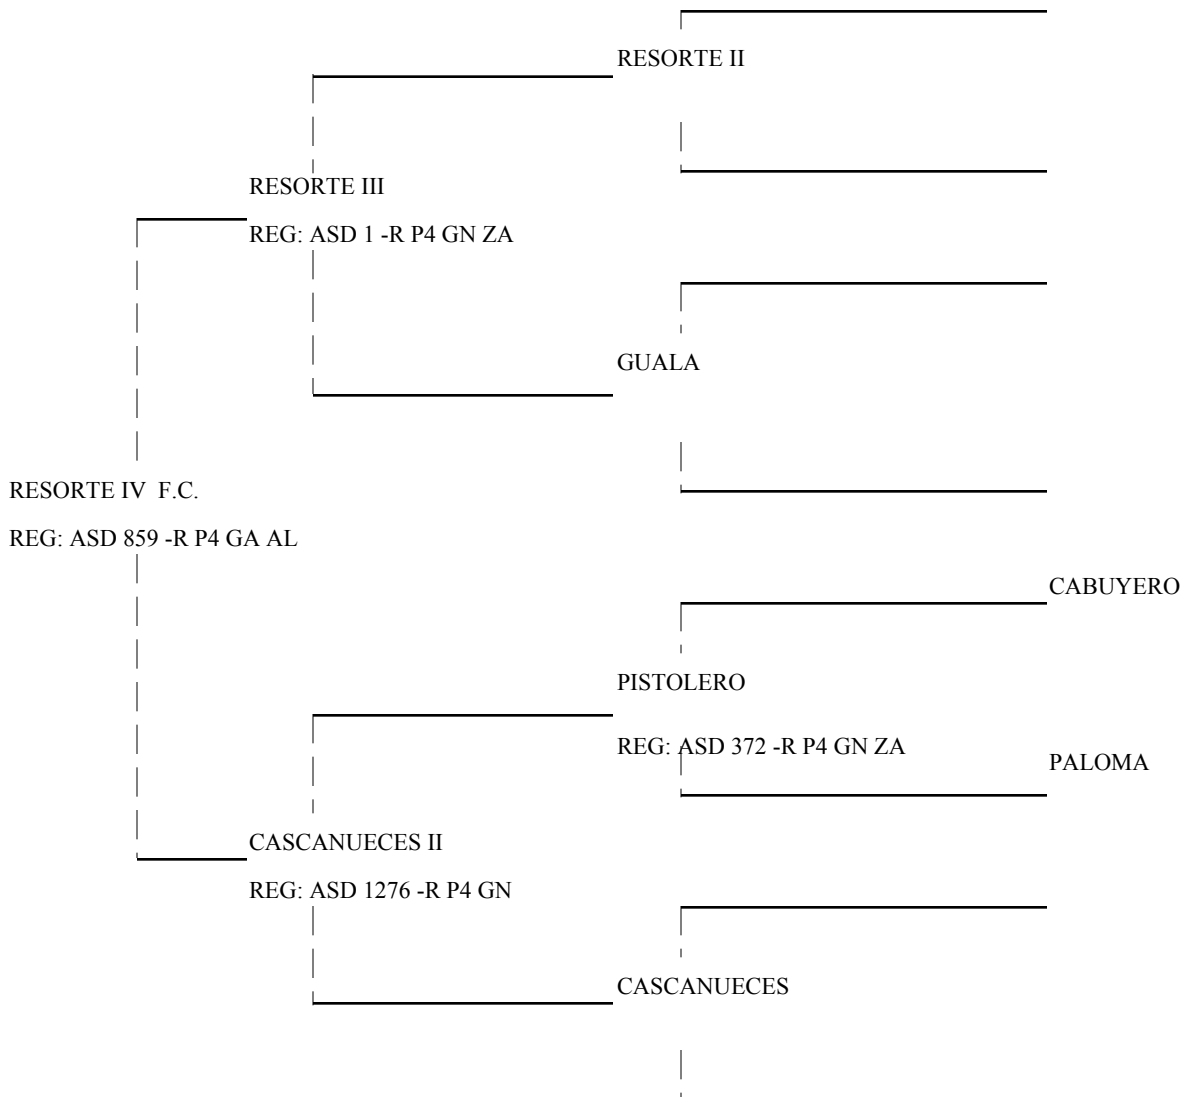 RESORTE II
RESORTE III
REG: ASD 1 -R P4 GN ZA
GUALA
RESORTE IV  F.C.
REG: ASD 859 -R P4 GA AL
CABUYERO
PISTOLERO
REG: ASD 372 -R P4 GN ZA
PALOMA
CASCANUECES II
REG: ASD 1276 -R P4 GN
CASCANUECES